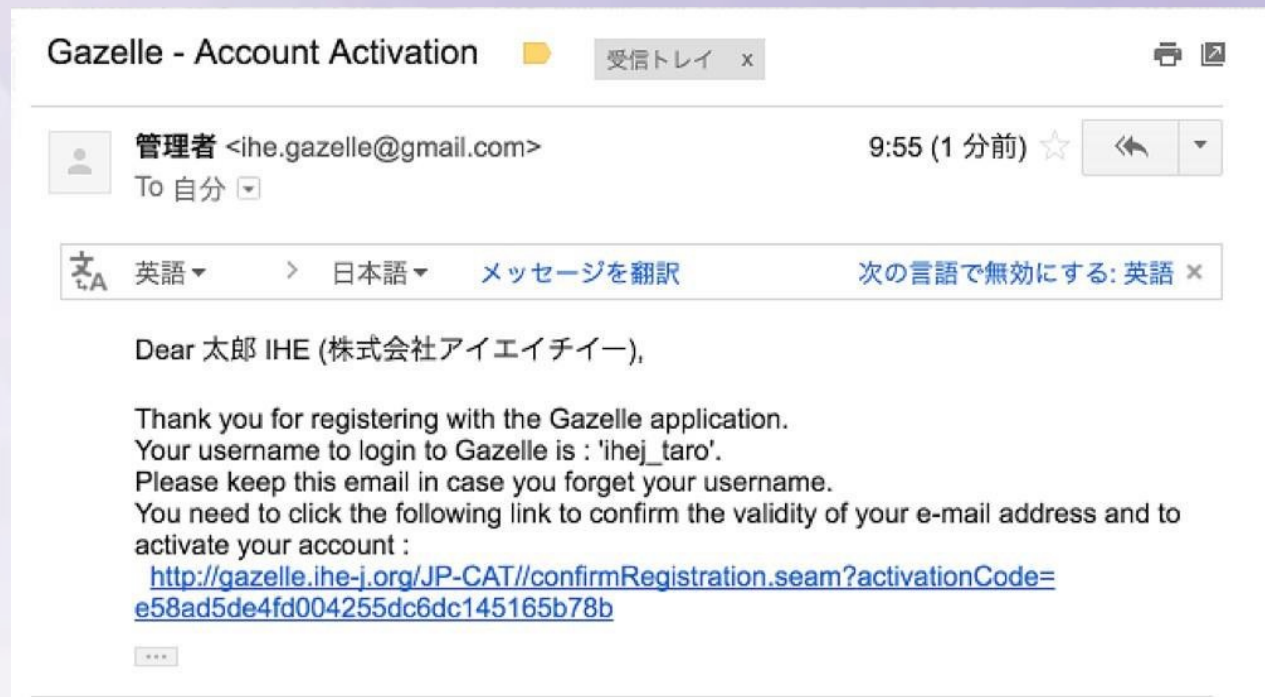 Gazelle - Account Activation 受信トレイ x
管理者 <ihe.gazelle@gmail.com> 9:55 (1 分前)
To 自分
文A 英語 > 日本語 メッセージを翻訳 次の言語で無効にする: 英語 ×
Dear 太郎 IHE (株式会社アイエイチイー),
Thank you for registering with the Gazelle application.
Your username to login to Gazelle is : 'ihej_taro'.
Please keep this email in case you forget your username.
You need to click the following link to confirm the validity of your e-mail address and to
activate your account :
http://gazelle.ihe-j.org/JP-CAT//confirmRegistration.seam?activationCode=
e58ad5de4fd004255dc6dc145165b78b